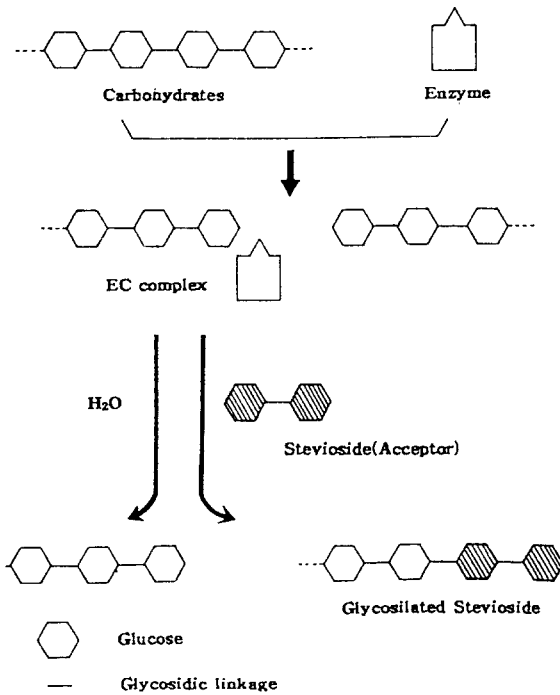 Carbohydrates
Enzyme
EC complex
H₂O
Stevioside(Acceptor)
Glycosilated Stevioside
Glucose
Glycosidic linkage